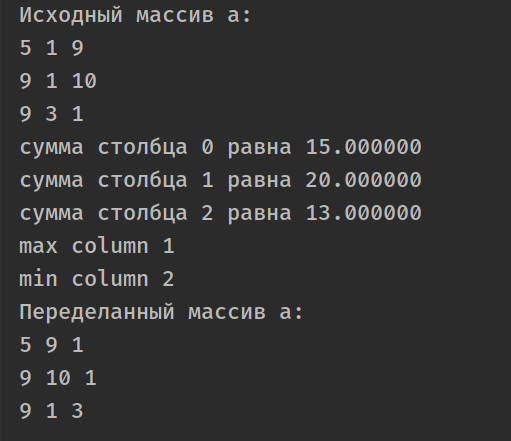 Исходный массив a:
5 1 9
9 1 10
9 3 1
сумма столбца 0 равна 15.000000
сумма столбца 1 равна 20.000000
сумма столбца 2 равна 13.000000
max column 1
min column 2
Переделанный массив a:
5 9 1
9 10 1
9 1 3